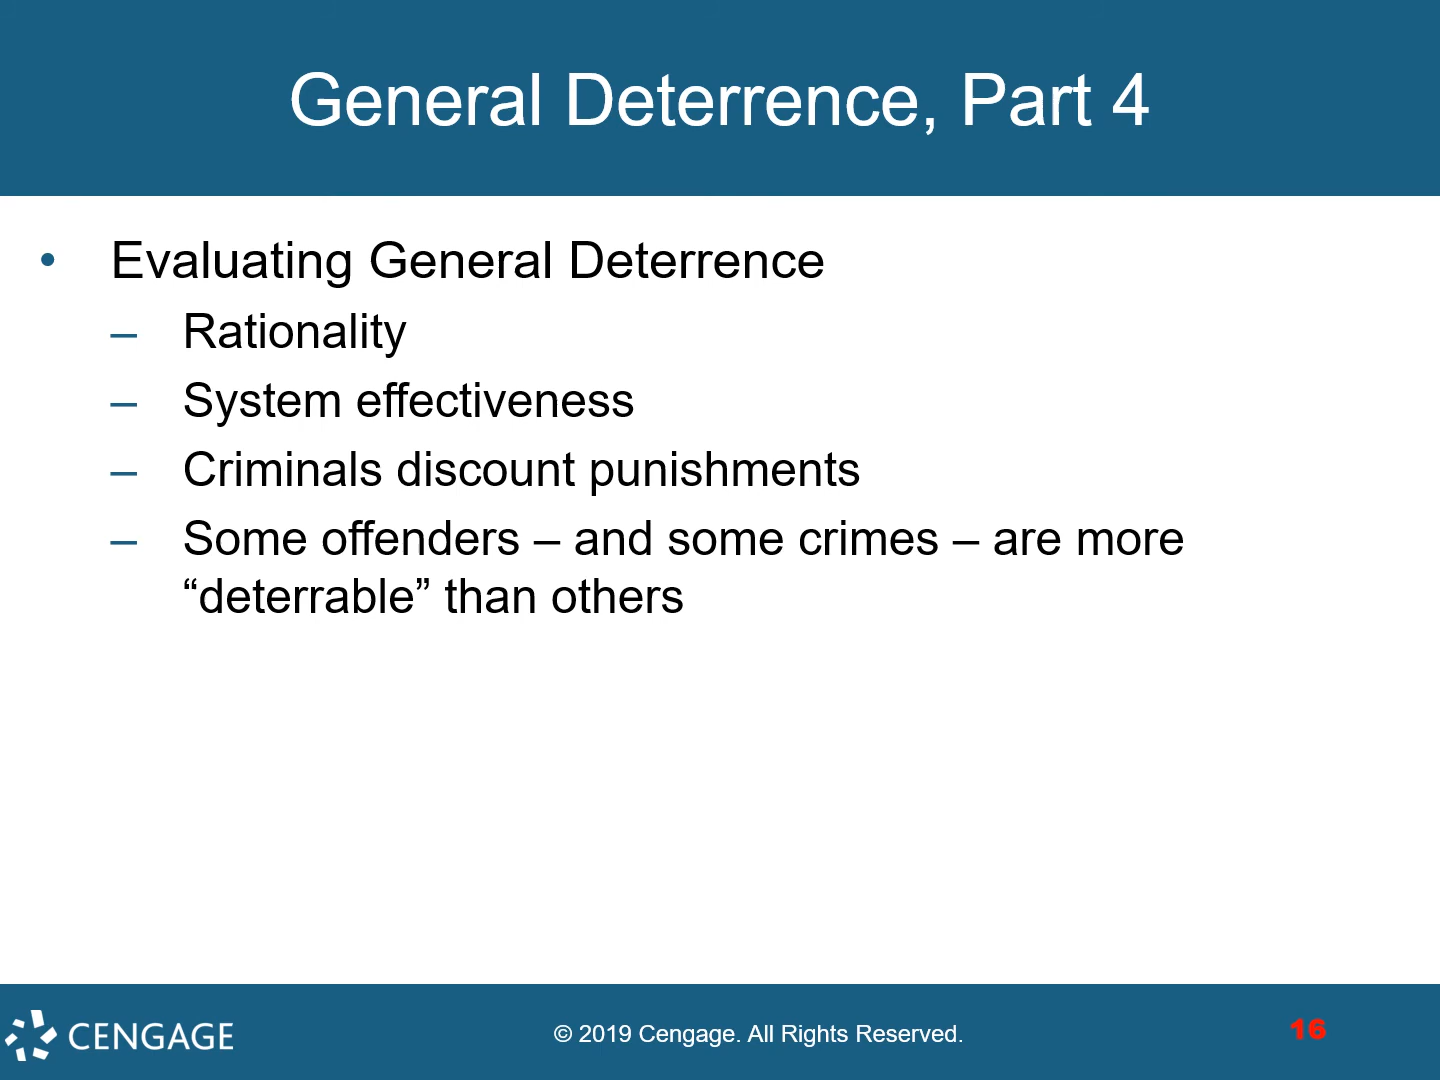 General Deterrence, Part 4
• Evaluating General Deterrence
– Rationality
– System effectiveness
– Criminals discount punishments
– Some offenders – and some crimes – are more
“deterrable” than others
CENGAGE
© 2019 Cengage. All Rights Reserved.
16